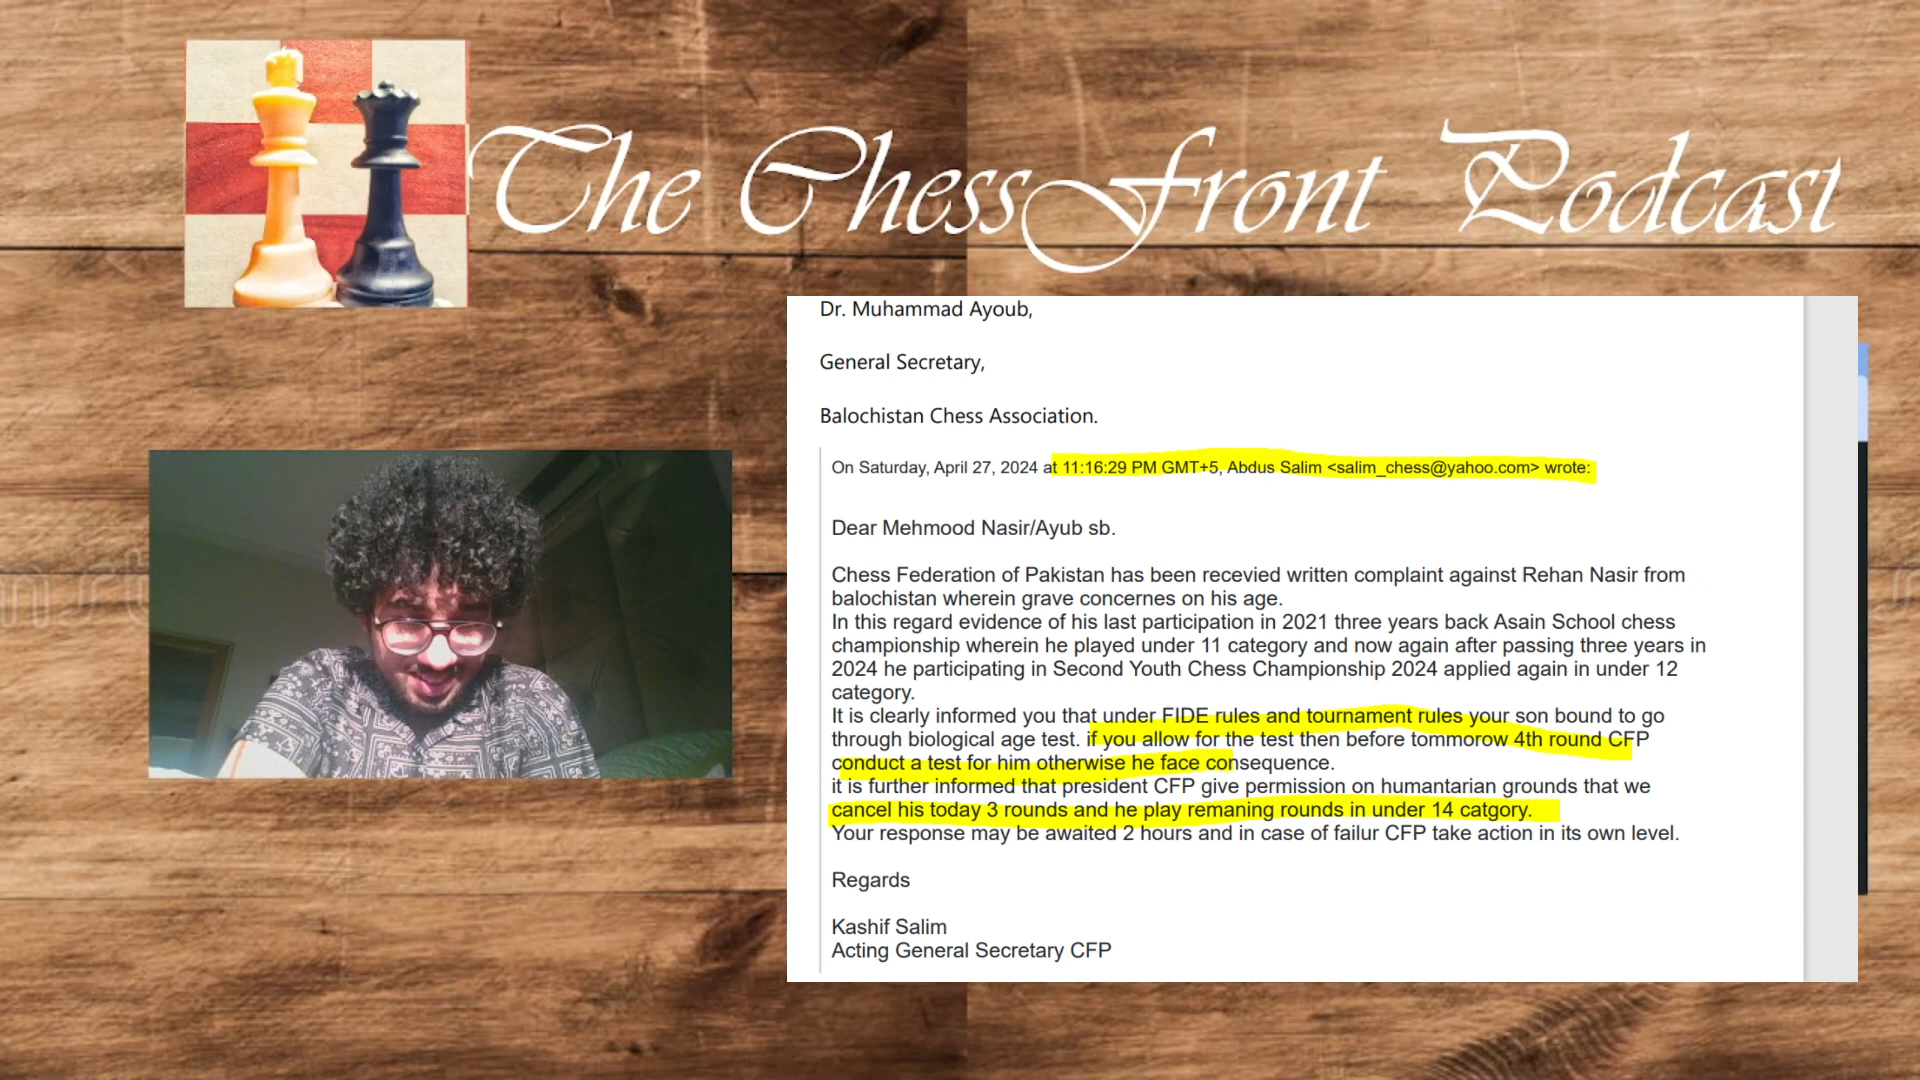 The ChessFront Podcast
Dr. Muhammad Ayoub,
General Secretary,
Balochistan Chess Association.
On Saturday, April 27, 2024 at 11:16:29 PM GMT+5, Abdus Salim <salim_chess@yahoo.com> wrote:
Dear Mehmood Nasir/Ayub sb.
Chess Federation of Pakistan has been recevied written complaint against Rehan Nasir from
balochistan wherein grave concernes on his age.
In this regard evidence of his last participation in 2021 three years back Asain School chess
championship wherein he played under 11 category and now again after passing three years in
2024 he participating in Second Youth Chess Championship 2024 applied again in under 12
category.
It is clearly informed you that under FIDE rules and tournament rules your son bound to go
through biological age test. if you allow for the test then before tommorow 4th round CFP
conduct a test for him otherwise he face consequence.
it is further informed that president CFP give permission on humantarian grounds that we
cancel his today 3 rounds and he play remaning rounds in under 14 catgory.
Your response may be awaited 2 hours and in case of failur CFP take action in its own level.
Regards
Kashif Salim
Acting General Secretary CFP